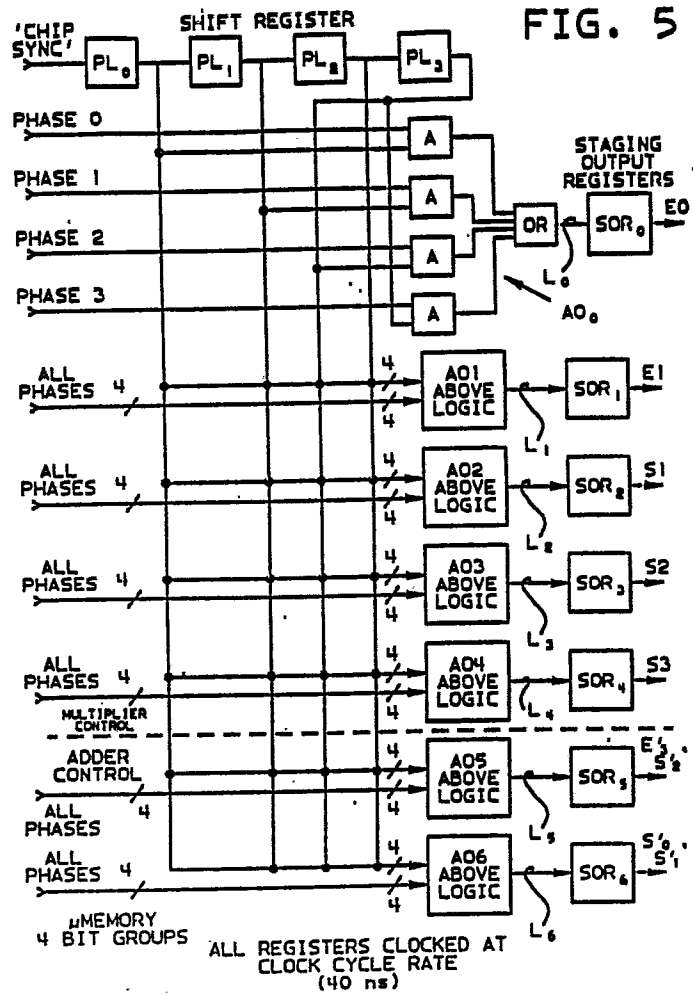 FIG. 5
'CHIP SYNC'
SHIFT REGISTER
PL₀
PL₁
PL₂
PL₃
PHASE 0
A
PHASE 1
A
PHASE 2
A
PHASE 3
A
OR
STAGING
OUTPUT
REGISTERS
SOR₀
E0
L₀
AO₀
ALL
PHASES
4
4
4
AO1
ABOVE
LOGIC
L₁
SOR₁
E1
ALL
PHASES
4
4
4
AO2
ABOVE
LOGIC
L₂
SOR₂
S1
ALL
PHASES
4
4
4
AO3
ABOVE
LOGIC
L₃
SOR₃
S2
ALL
PHASES
4
4
4
AO4
ABOVE
LOGIC
L₄
SOR₄
S3
MULTIPLIER
CONTROL
ADDER
CONTROL
ALL
PHASES
4
4
4
AO5
ABOVE
LOGIC
L₅
SOR₅
E'₃,
S'₂
ALL
PHASES
4
4
4
AO6
ABOVE
LOGIC
L₆
SOR₆
S'₀,
S'₁
μMEMORY
4 BIT GROUPS
ALL REGISTERS CLOCKED AT
CLOCK CYCLE RATE
(40 ns)